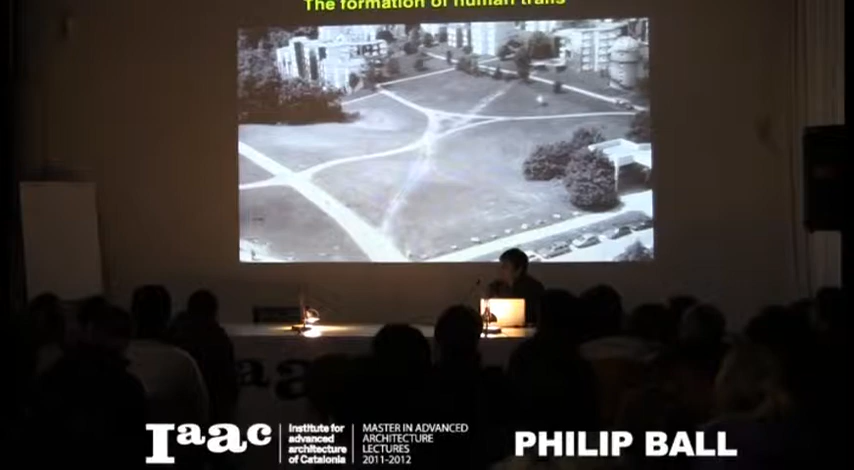 The formation of human trails
Iaac
Institute for
advanced
architecture
of Catalonia
MASTER IN ADVANCED
ARCHITECTURE
LECTURES
2011-2012
PHILIP BALL